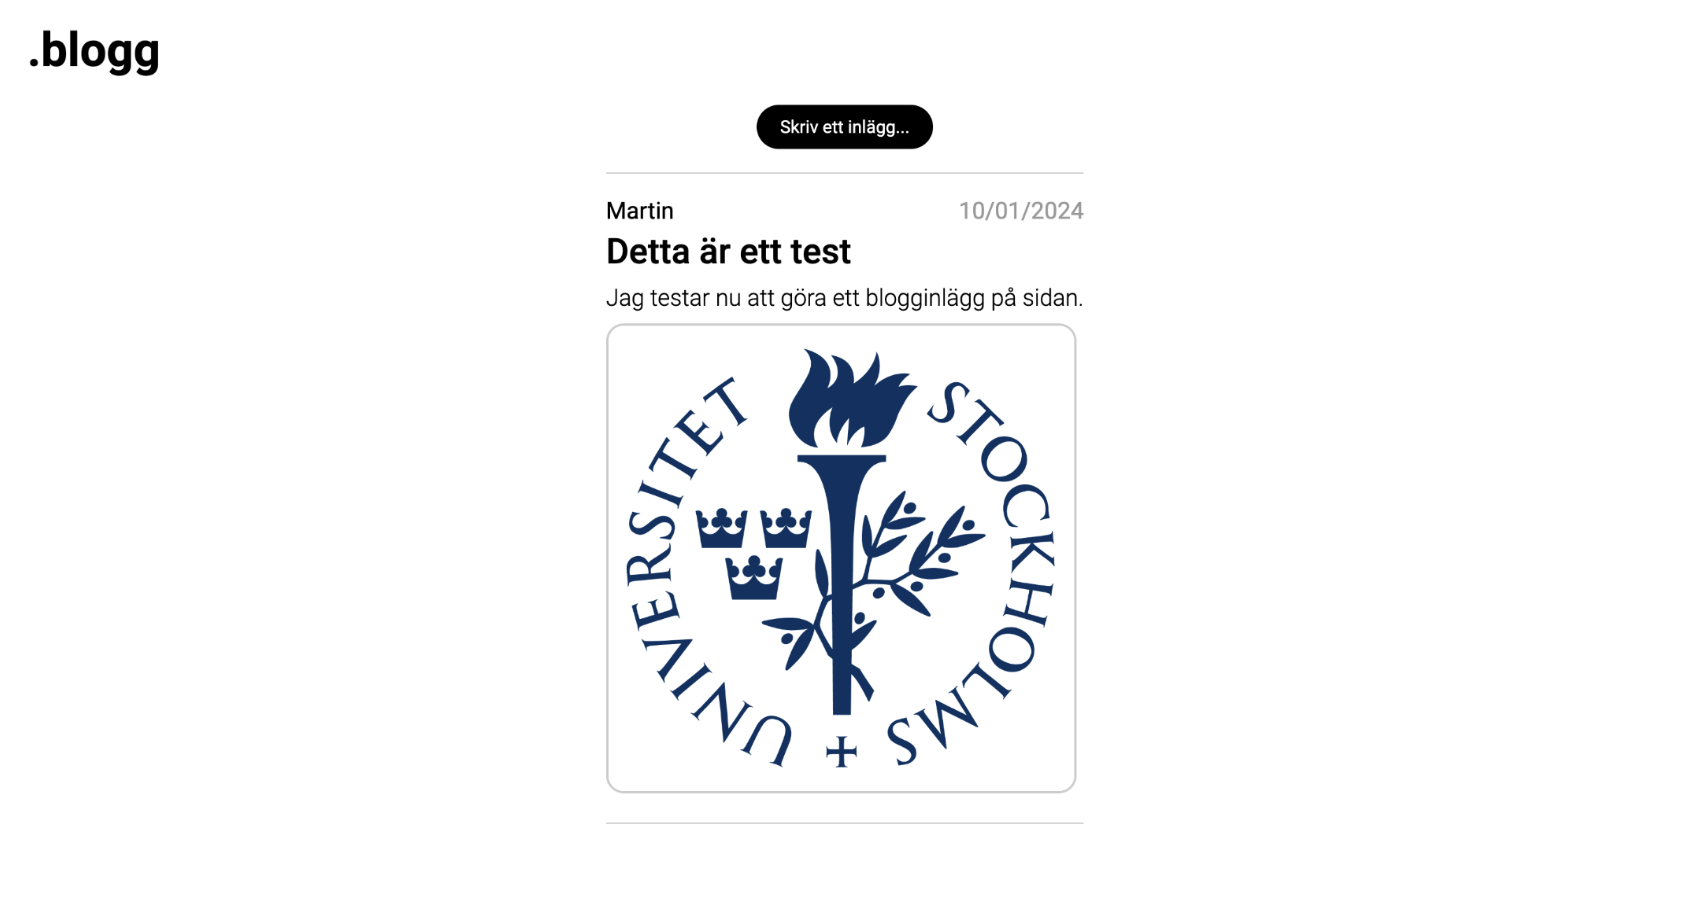 .blogg
Skriv ett inlägg...
Martin 10/01/2024
Detta är ett test
Jag testar nu att göra ett blogginlägg på sidan.
STOCKHOLMS
UNIVERSITET